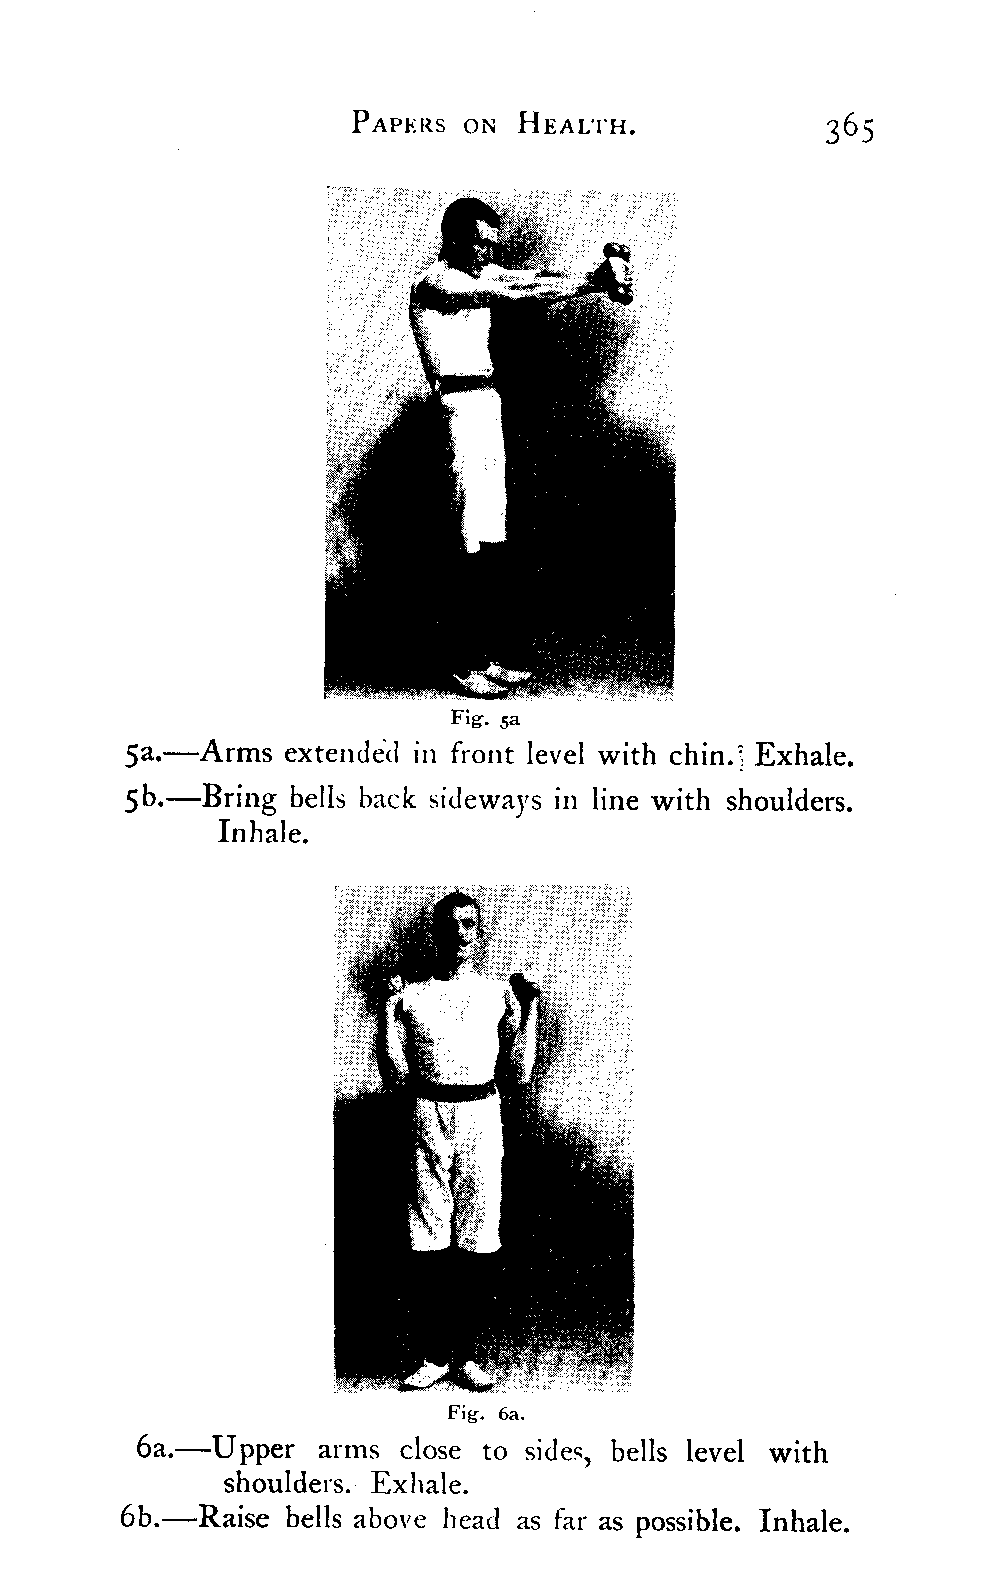 PAPERS ON HEALTH. 365
Fig. 5a
5a.—Arms extended in front level with chin. Exhale.
5b.—Bring bells back sideways in line with shoulders.
Inhale.
Fig. 6a.
6a.—Upper arms close to sides, bells level with
shoulders. Exhale.
6b.—Raise bells above head as far as possible. Inhale.